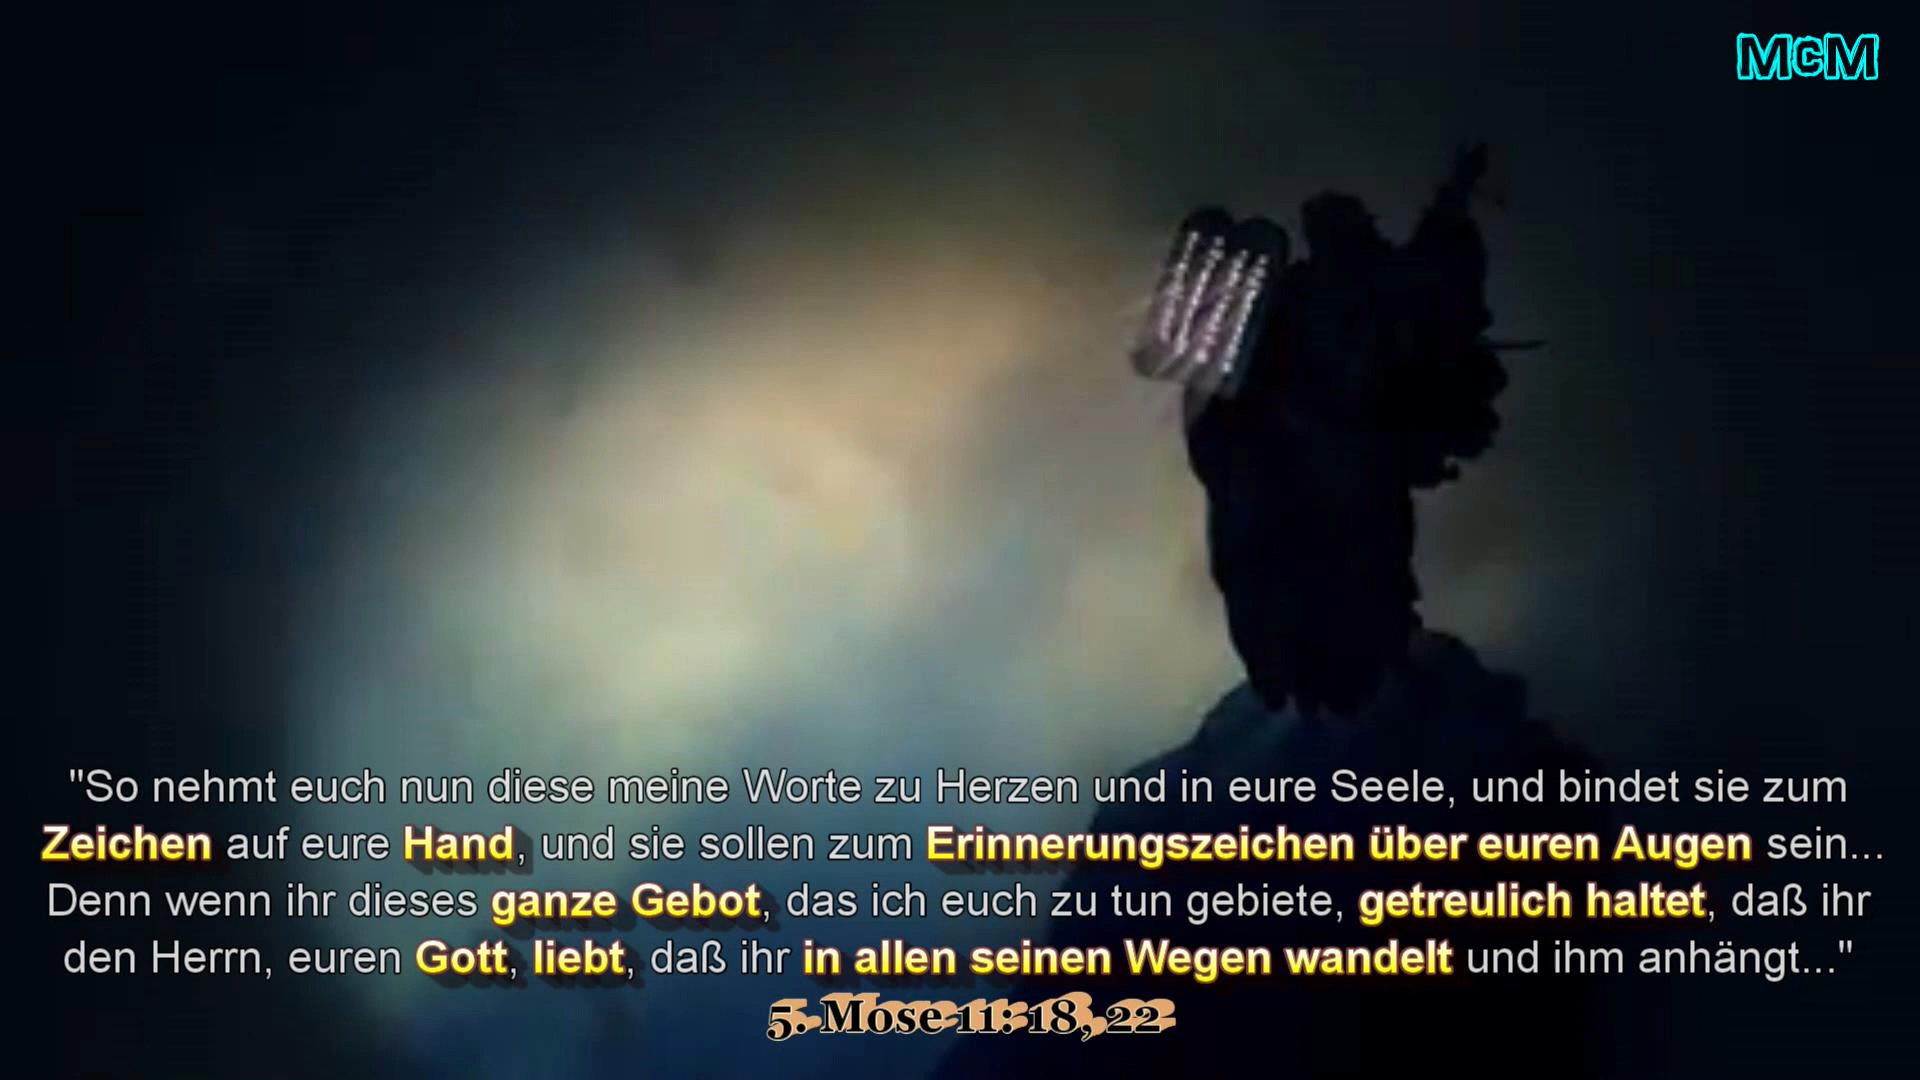 McM
"So nehmt euch nun diese meine Worte zu Herzen und in eure Seele, und bindet sie zum
Zeichen auf eure Hand, und sie sollen zum Erinnerungszeichen über euren Augen sein...
Denn wenn ihr dieses ganze Gebot, das ich euch zu tun gebiete, getreulich haltet, daß ihr
den Herrn, euren Gott, liebt, daß ihr in allen seinen Wegen wandelt und ihm anhängt..."
5. Mose 11: 18, 22